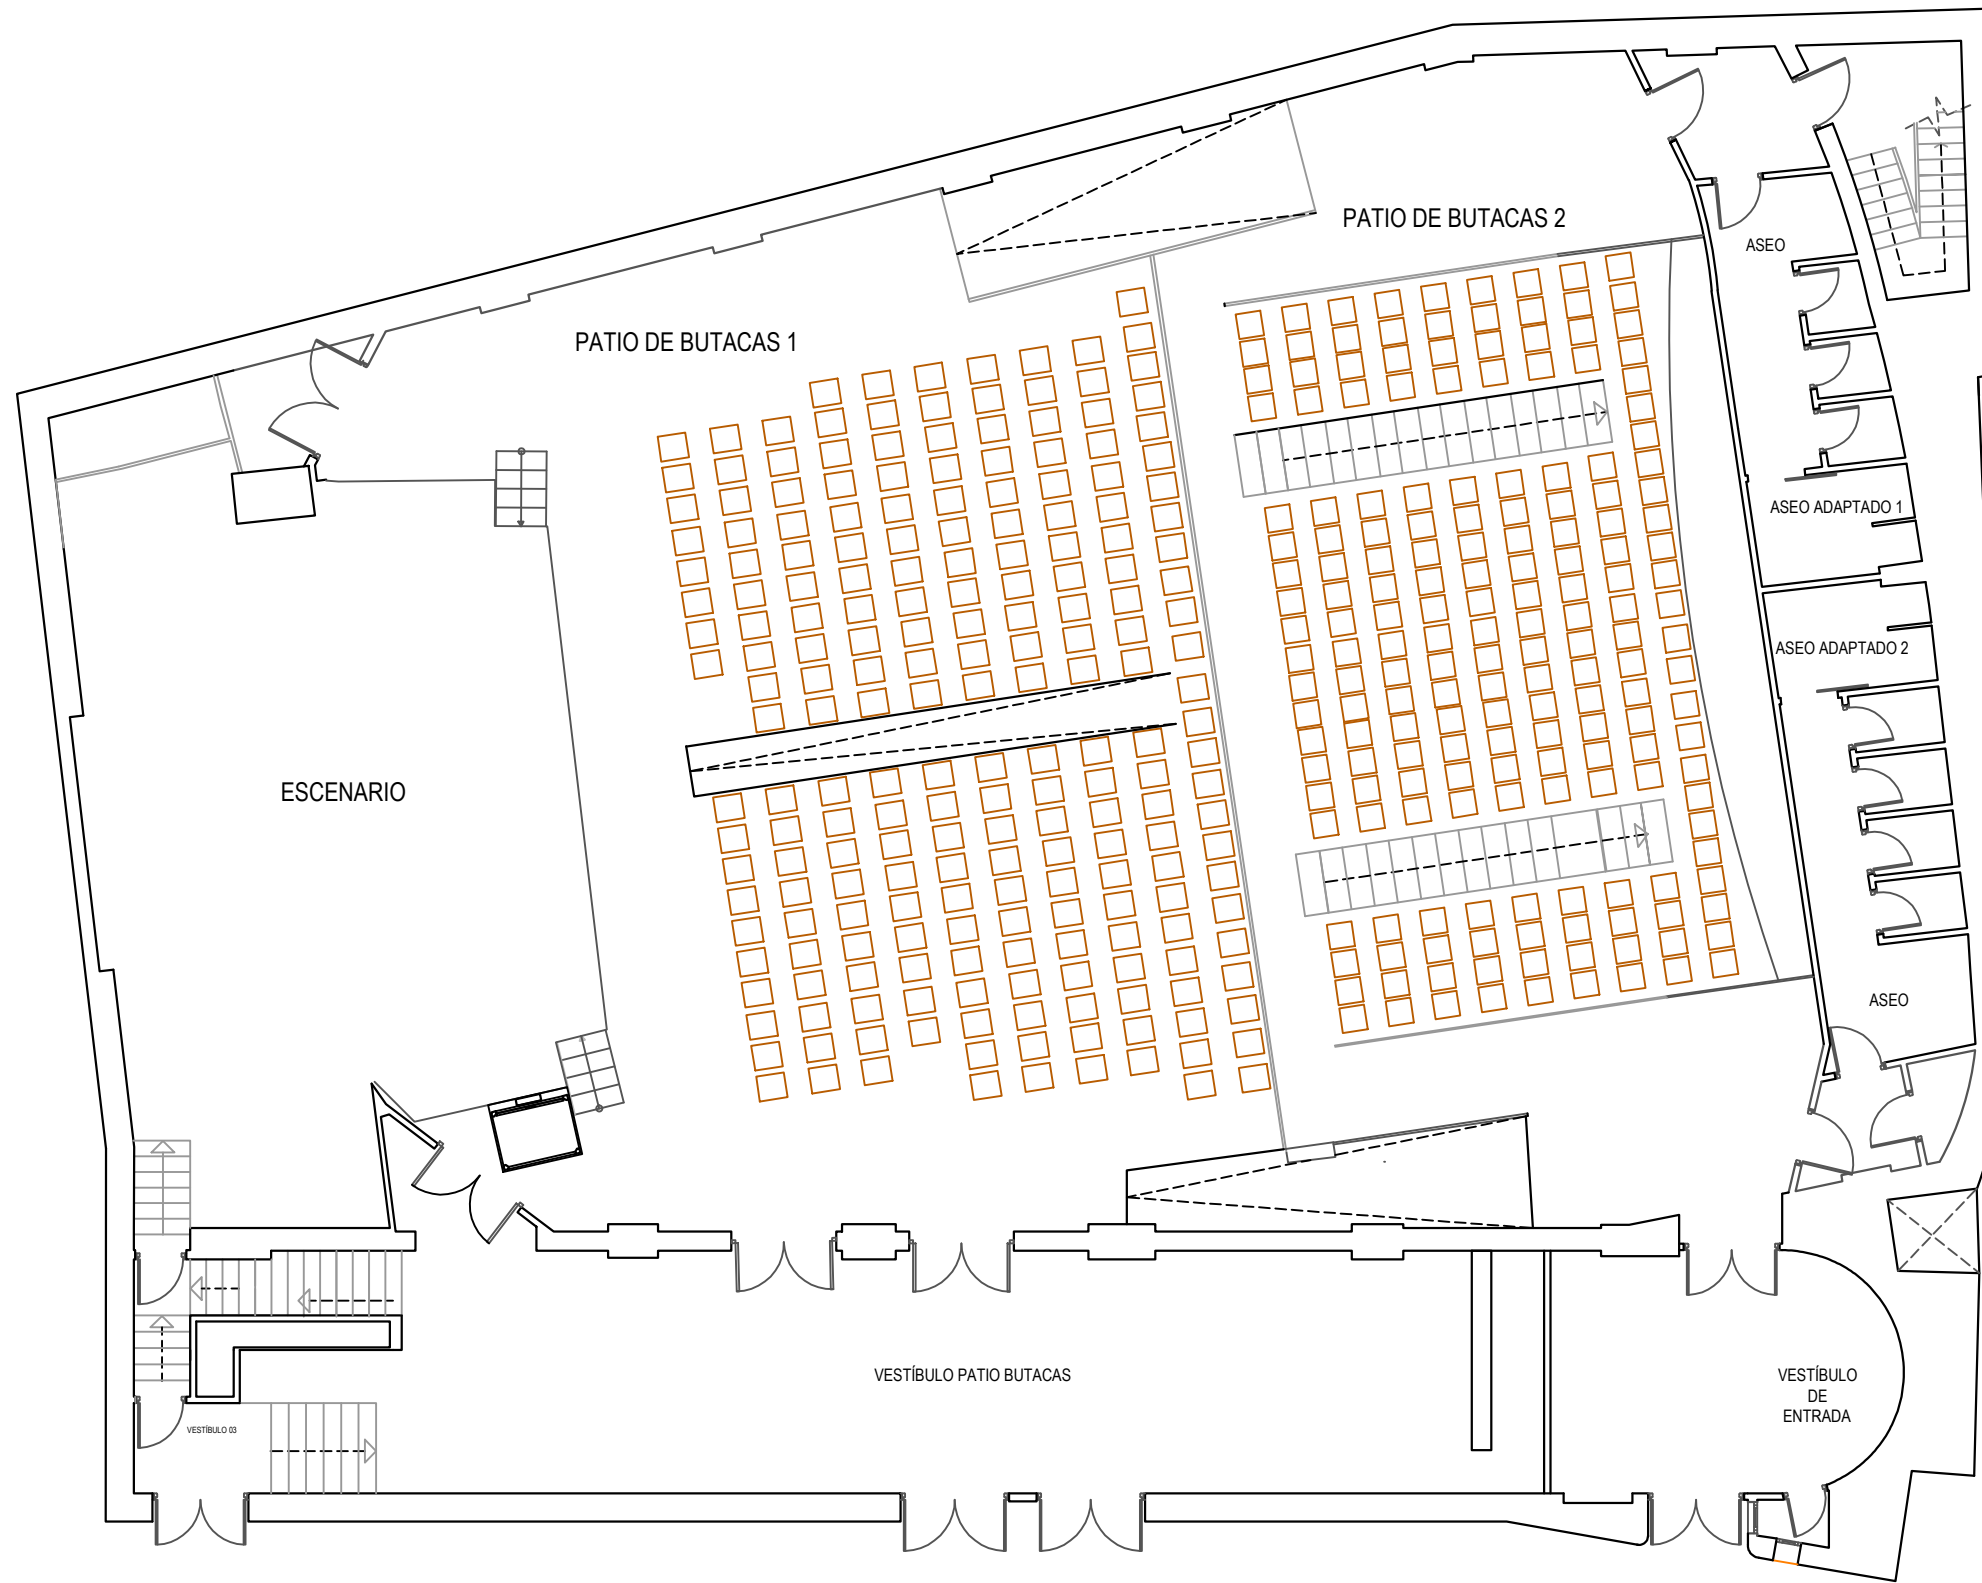 PATIO DE BUTACAS 2
ASEO
PATIO DE BUTACAS 1
ASEO ADAPTADO 1
ASEO ADAPTADO 2
ESCENARIO
ASEO
VESTÍBULO PATIO BUTACAS
VESTÍBULO
DE
ENTRADA
VESTÍBULO 03